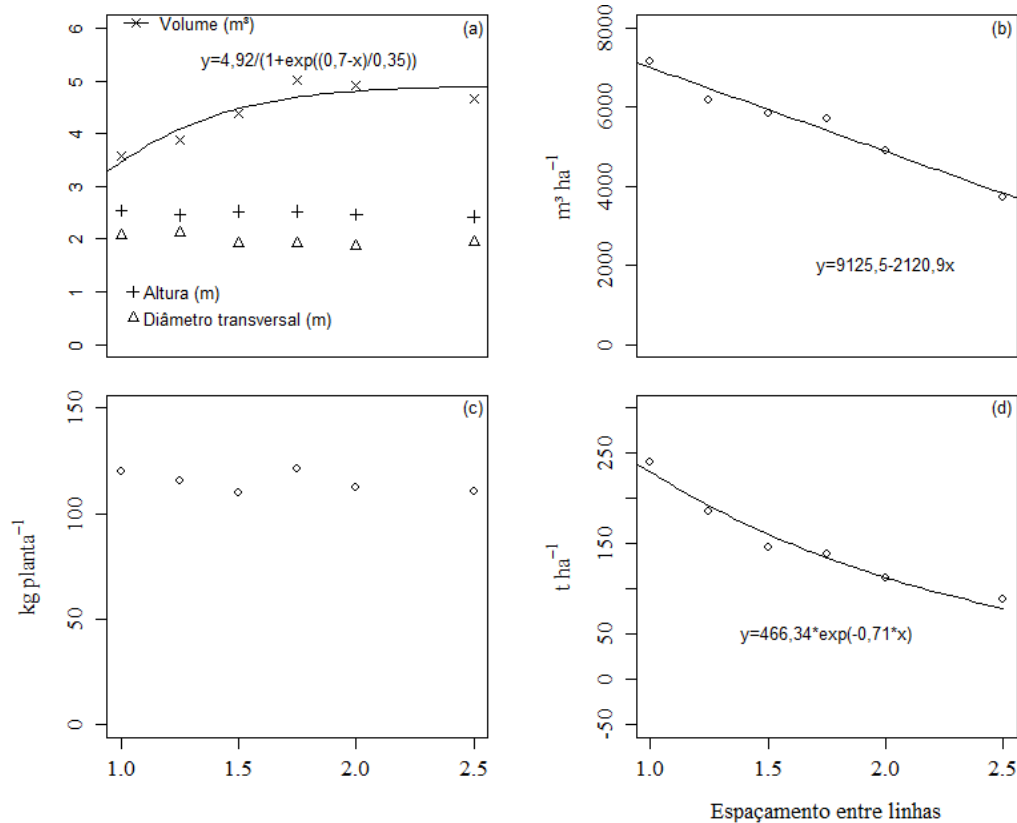 Volume (m³)
(a)
y=4,92/(1+exp((0,7-x)/0,35))
Altura (m)
Diâmetro transversal (m)
6
5
4
3
2
1
0
(b)
m³ ha⁻¹
8000
6000
4000
2000
0
y=9125,5-2120,9x
(c)
kg planta⁻¹
150
100
50
0
1.0 1.5 2.0 2.5
(d)
t ha⁻¹
250
150
50
0
-50
y=466,34*exp(-0,71*x)
1.0 1.5 2.0 2.5
Espaçamento entre linhas